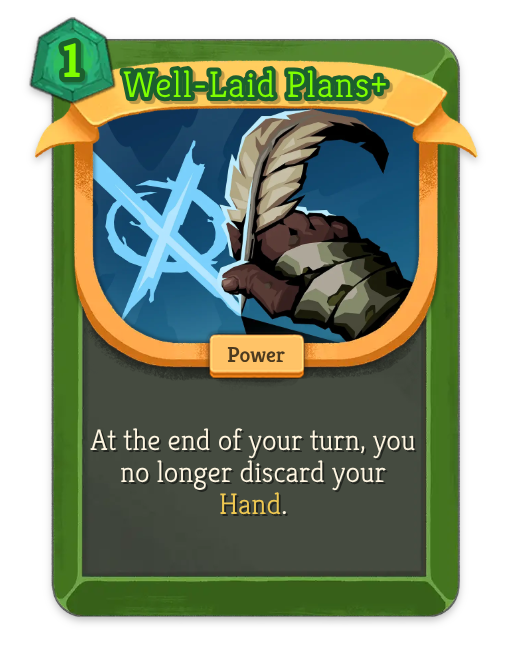 1
Well-Laid Plans+
Power
At the end of your turn, you
no longer discard your
Hand.